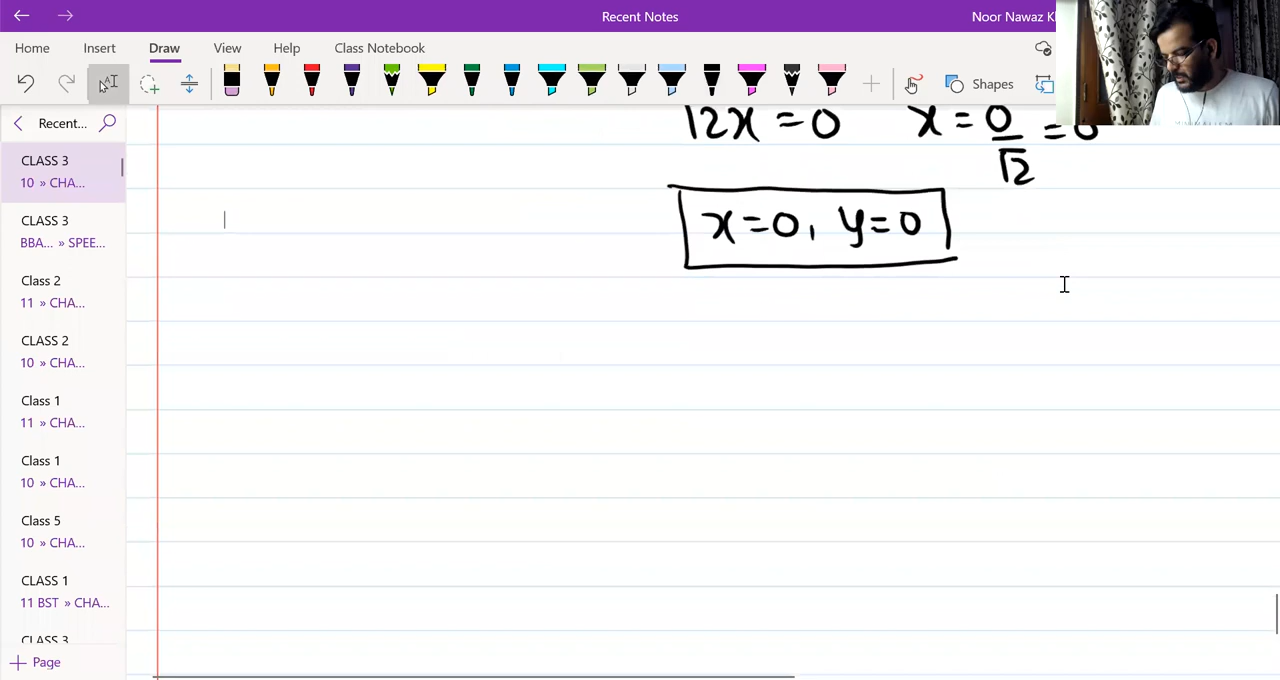 Recent Notes
Noor Nawaz
Home Insert Draw View Help Class Notebook
Shapes
Recent...
CLASS 3
10 » CHA...
CLASS 3
BBA... » SPEE...
Class 2
11 » CHA...
CLASS 2
10 » CHA...
Class 1
11 » CHA...
Class 1
10 » CHA...
Class 5
10 » CHA...
CLASS 1
11 BST » CHA...
CLASS 3
Page
√2x = 0 x = 0/√2 = 0
x = 0, y = 0